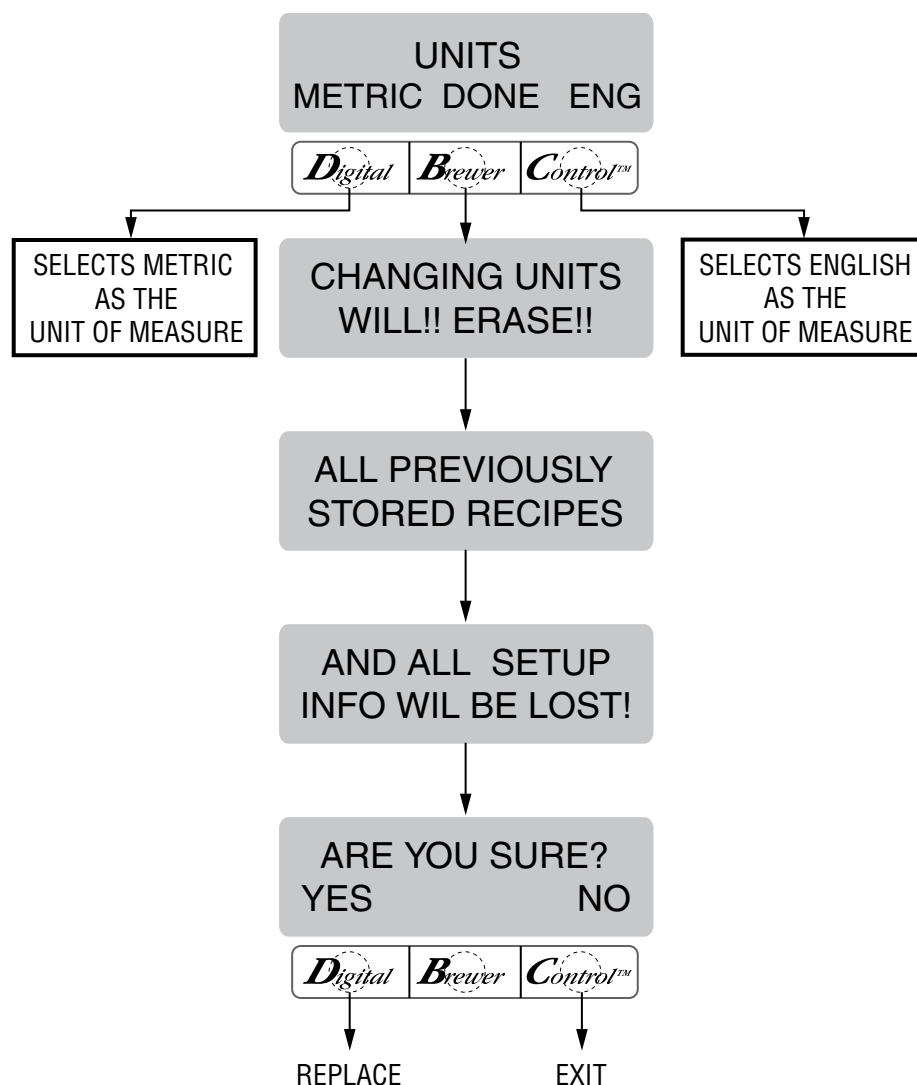 UNITS
METRIC DONE ENG
Digital Brewer Control™
SELECTS METRIC
AS THE
UNIT OF MEASURE
CHANGING UNITS
WILL!! ERASE!!
SELECTS ENGLISH
AS THE
UNIT OF MEASURE
ALL PREVIOUSLY
STORED RECIPES
AND ALL SETUP
INFO WIL BE LOST!
ARE YOU SURE?
YES NO
Digital Brewer Control™
REPLACE EXIT